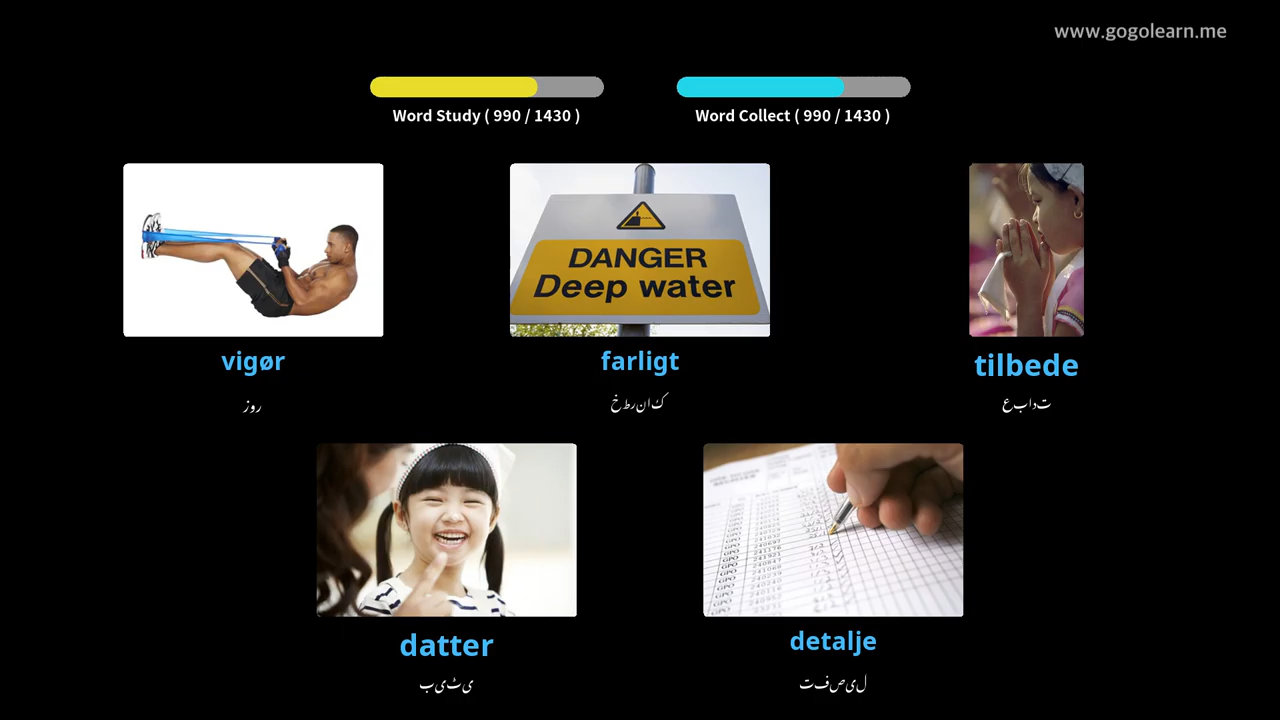 www.gogolearn.me
Word Study ( 990 / 1430 )
Word Collect ( 990 / 1430 )
DANGER
Deep water
vigør
farligt
tilbede
زور
خطرناک
عبادت
datter
detalje
بیٹی
تفصیل